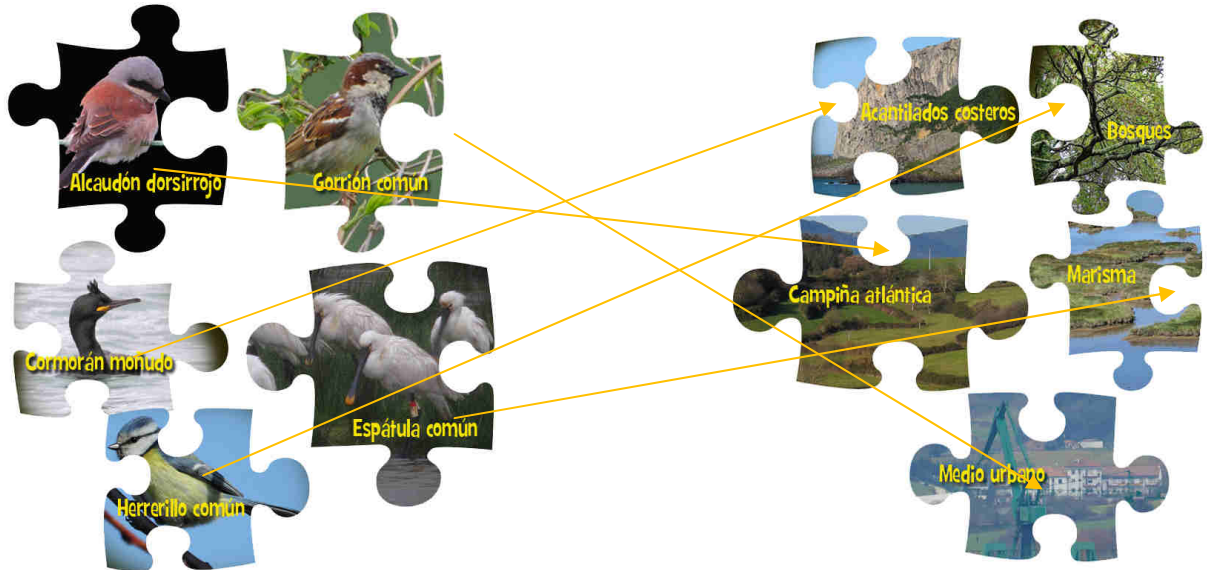 Alcaudón dorsirrojo
Gorrión común
Acantilados costeros
Bosques
Cormorán moñudo
Espátula común
Campiña atlántica
Marisma
Herrerillo común
Medio urbano